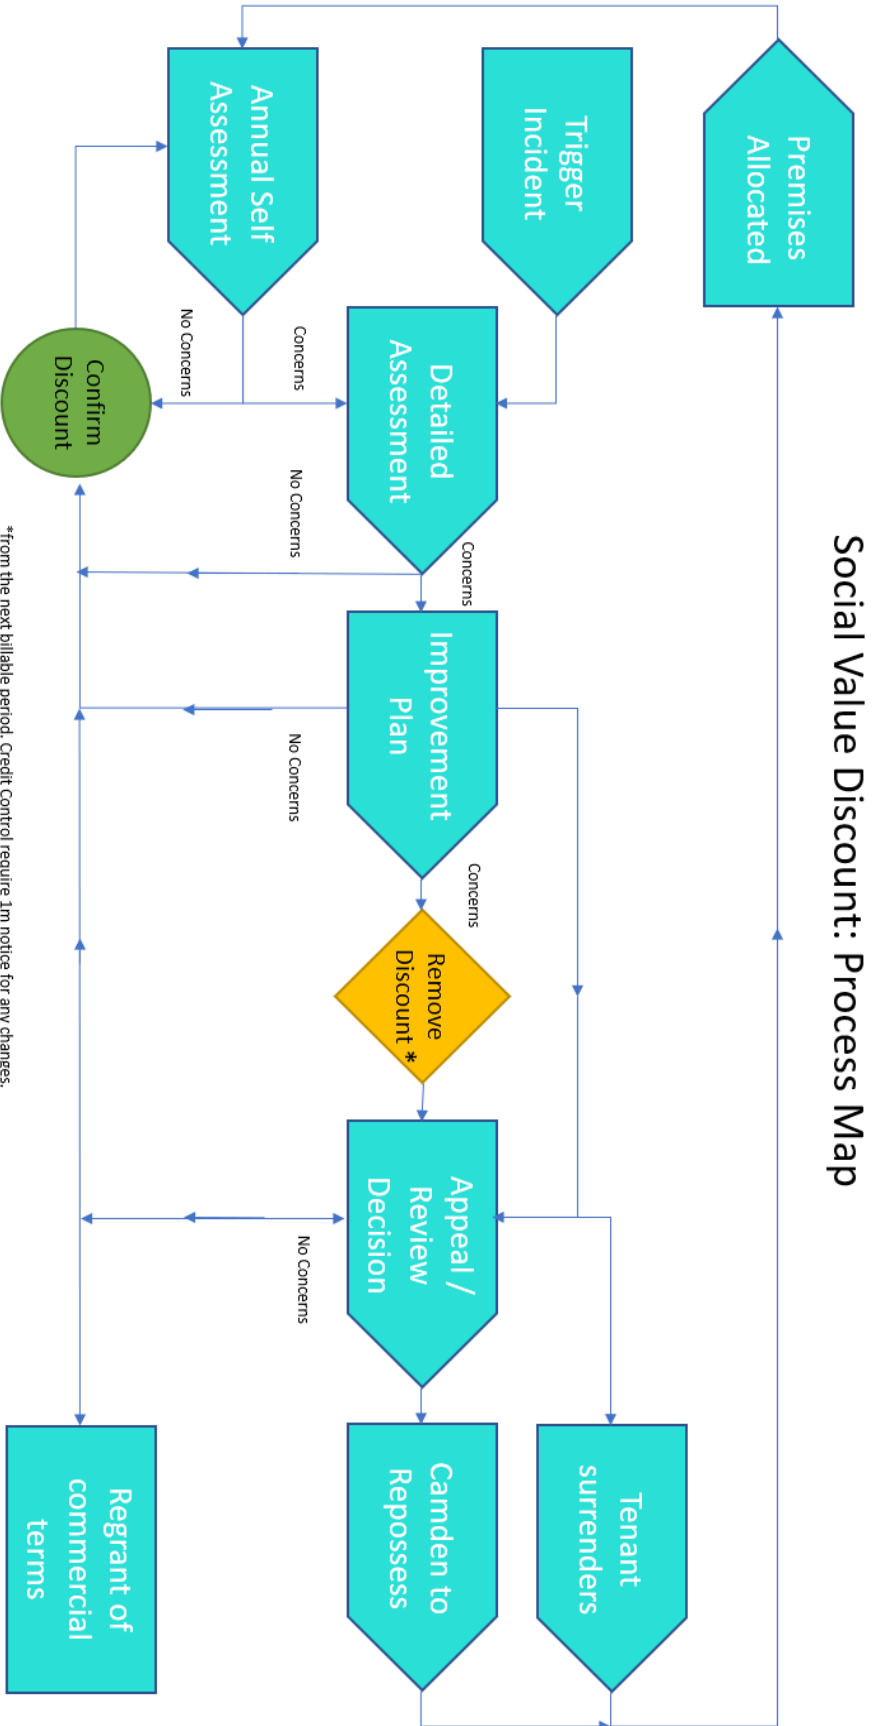 Social Value Discount: Process Map
Premises
Allocated
Trigger
Incident
Annual Self
Assessment
Concerns
No Concerns
Detailed
Assessment
Confirm
Discount
No Concerns
Concerns
Improvement
Plan
No Concerns
Concerns
Remove
Discount *
Appeal /
Review
Decision
No Concerns
Tenant
surrenders
Camden to
Repossess
Regrant of
commercial
terms
*from the next billable period. Credit Control require 1m notice for any changes.